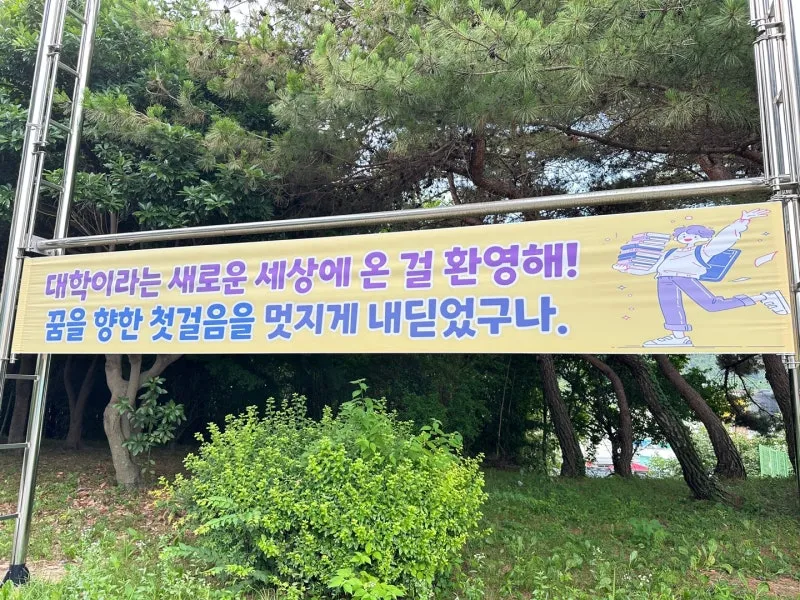 대학이라는 새로운 세상에 온 걸 환영해!
꿈을 향한 첫걸음을 멋지게 내딛었구나.